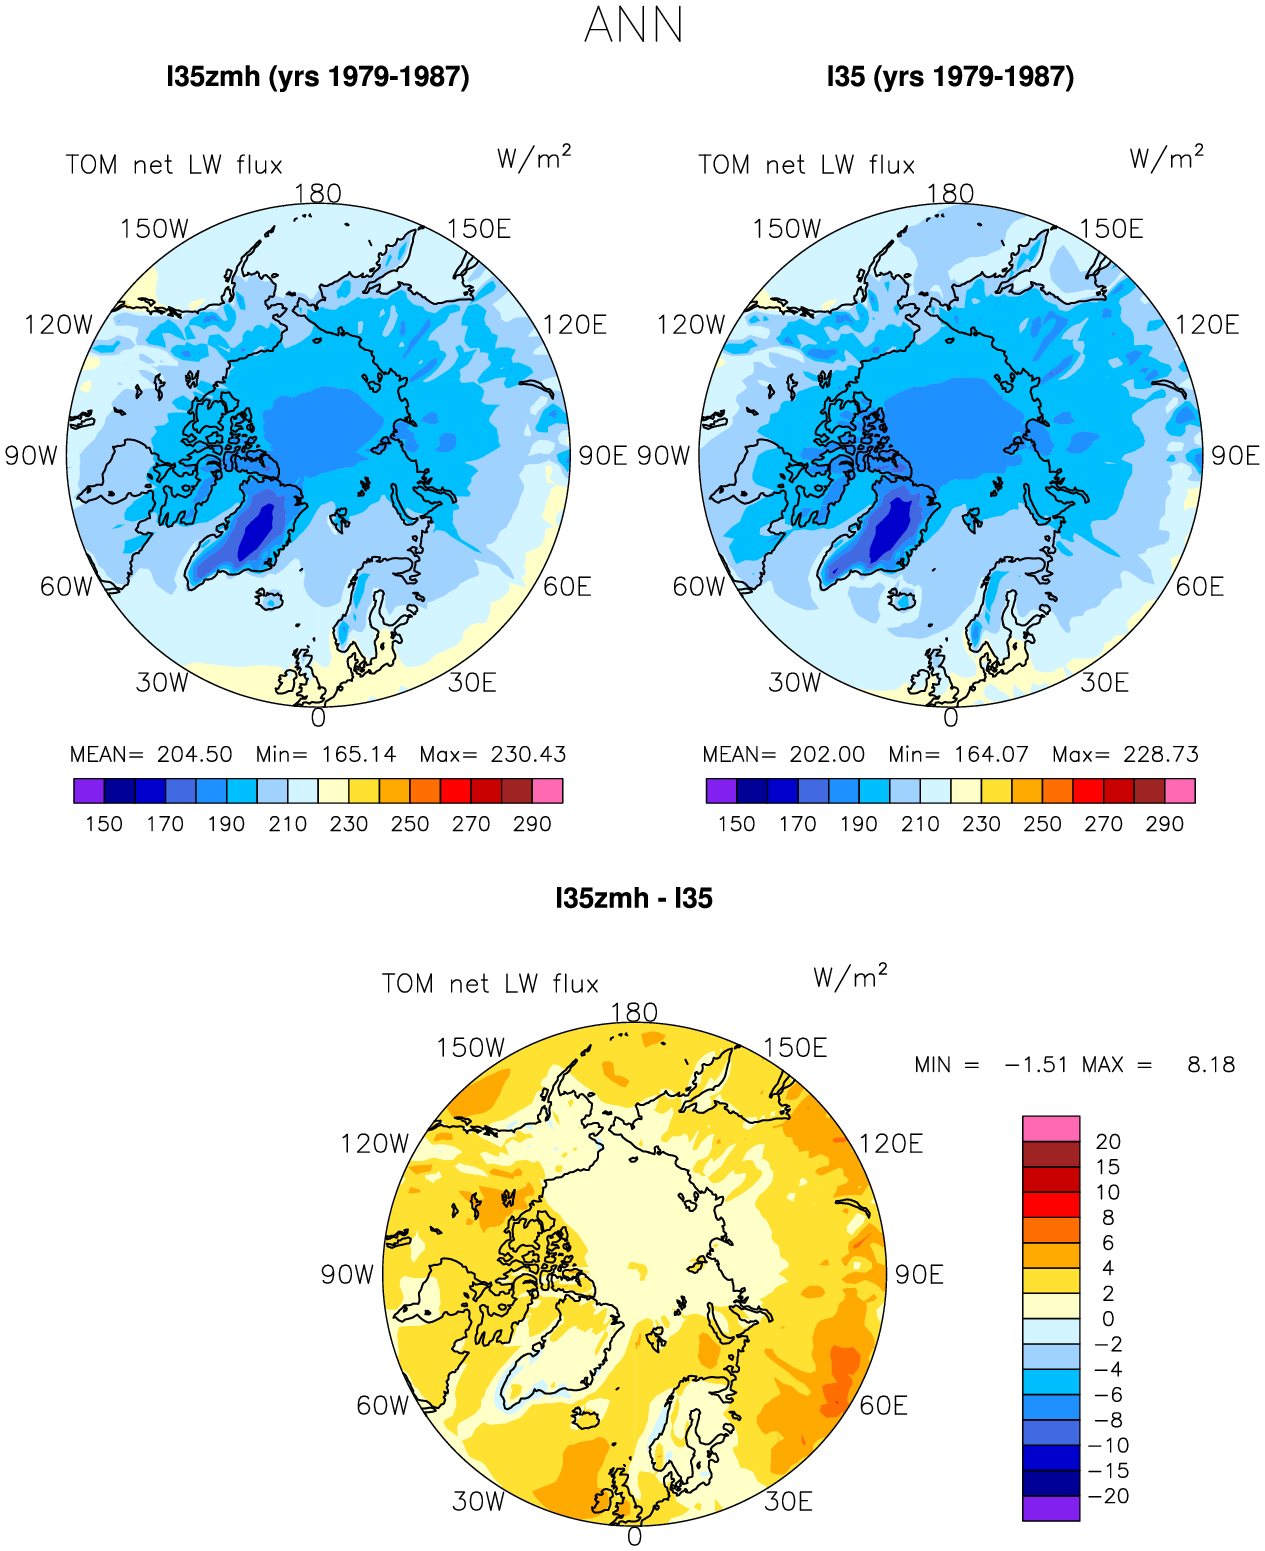 ANN
I35zmh (yrs 1979-1987)
I35 (yrs 1979-1987)
TOM net LW flux W/m²
TOM net LW flux W/m²
180
150W 150E
120W 120E
90W 90E
60W 60E
30W 30E
0
180
150W 150E
120W 120E
90W 90E
60W 60E
30W 30E
0
MEAN= 204.50 Min= 165.14 Max= 230.43
150 170 190 210 230 250 270 290
MEAN= 202.00 Min= 164.07 Max= 228.73
150 170 190 210 230 250 270 290
I35zmh - I35
TOM net LW flux W/m²
180
150W 150E
120W 120E
90W 90E
60W 60E
30W 30E
0
MIN = −1.51 MAX = 8.18
20
15
10
8
6
4
2
0
−2
−4
−6
−8
−10
−15
−20